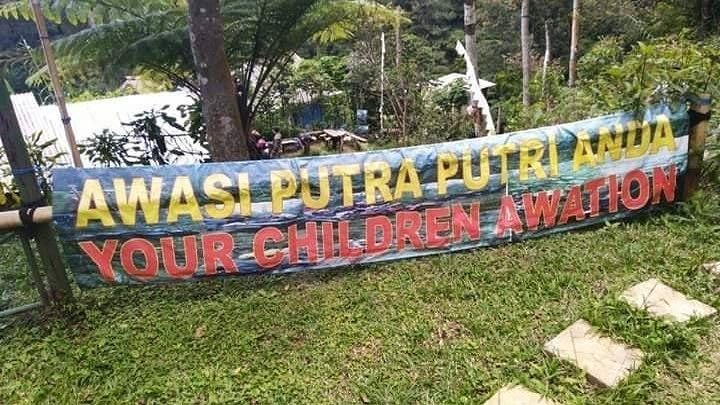 AWASI PUTRA PUTRI ANDA
YOUR CHILDREN AWATION